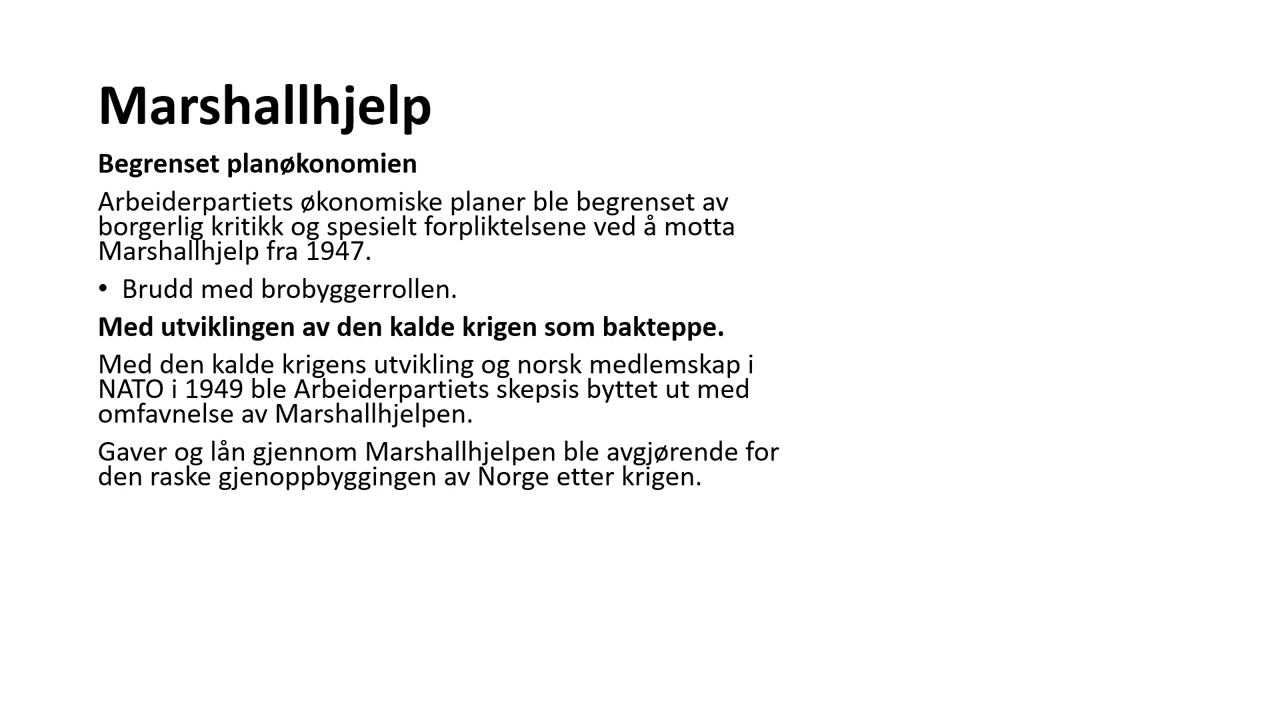 Marshallhjelp
Begrenset planøkonomien
Arbeiderpartiets økonomiske planer ble begrenset av
borgerlig kritikk og spesielt forpliktelsene ved å motta
Marshallhjelp fra 1947.
• Brudd med brobyggerrollen.
Med utviklingen av den kalde krigen som bakteppe.
Med den kalde krigens utvikling og norsk medlemskap i
NATO i 1949 ble Arbeiderpartiets skepsis byttet ut med
omfavnelse av Marshallhjelpen.
Gaver og lån gjennom Marshallhjelpen ble avgjørende for
den raske gjenoppbyggingen av Norge etter krigen.